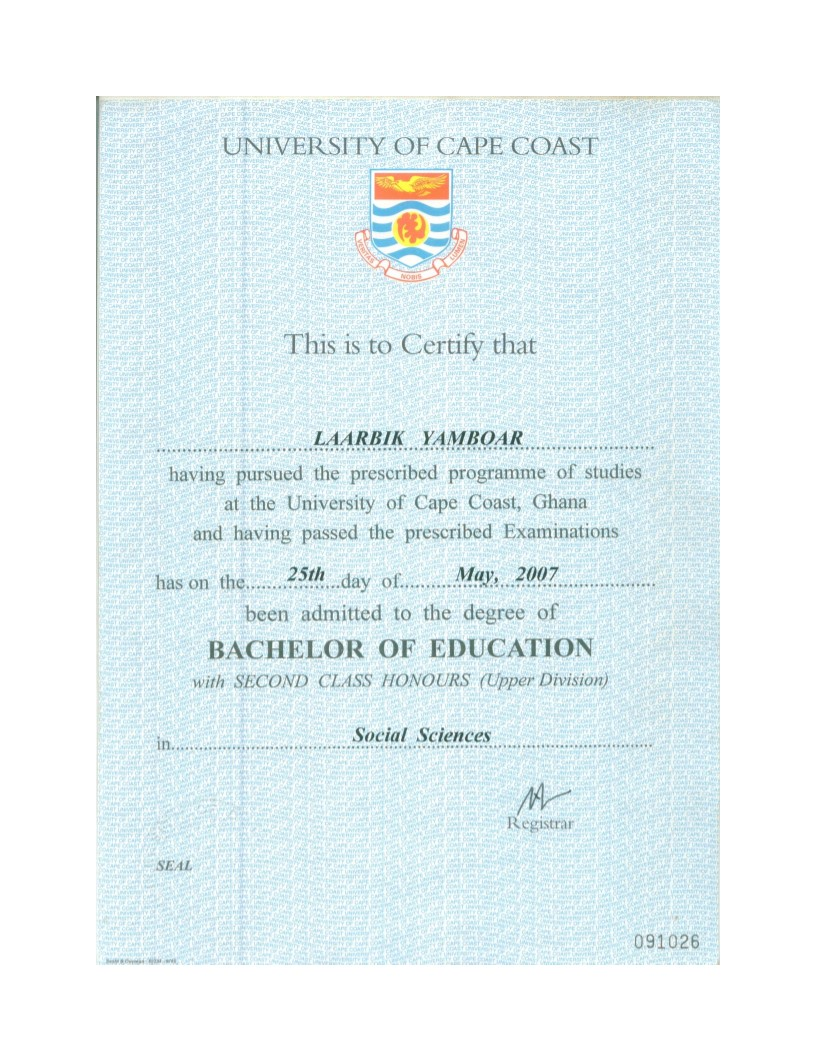 UNIVERSITY OF CAPE COAST
VERITAS NOBIS LUMEN
This is to Certify that
LAARBIK YAMBOAR
having pursued the prescribed programme of studies
at the University of Cape Coast, Ghana
and having passed the prescribed Examinations
has on the........25th...day of..........May, 2007..................
been admitted to the degree of
BACHELOR OF EDUCATION
with SECOND CLASS HONOURS (Upper Division)
in..............................Social Sciences..............................
Registrar
SEAL
091026